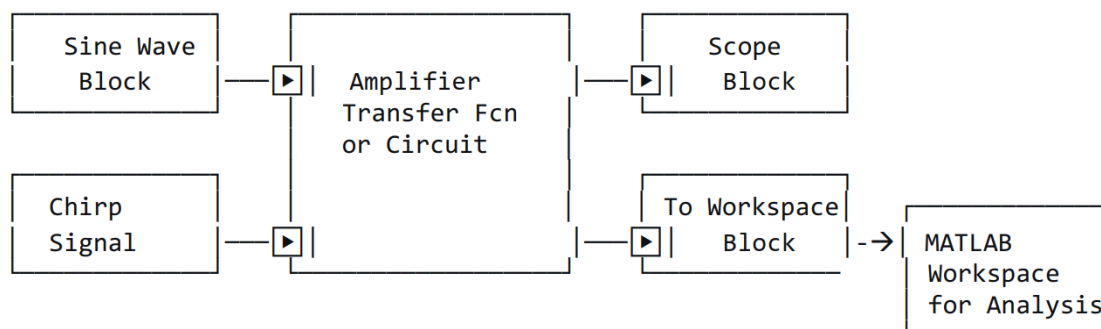 Sine Wave
Block
Amplifier
Transfer Fcn
or Circuit
Scope
Block
Chirp
Signal
To Workspace
Block
MATLAB
Workspace
for Analysis